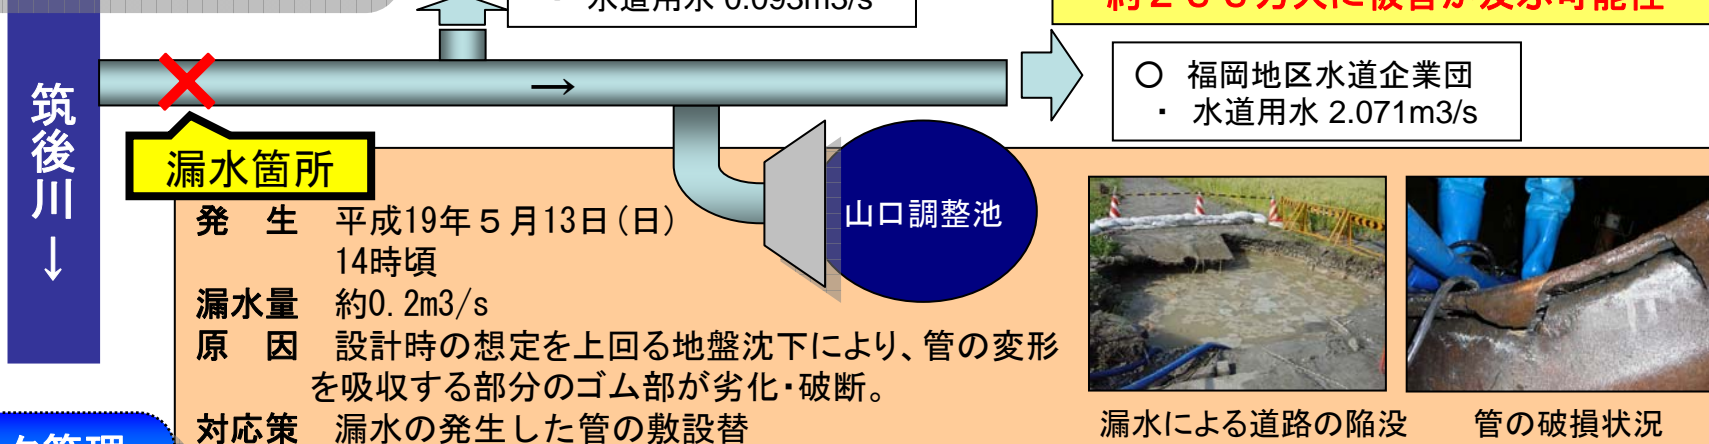 ・ 水道用水 0.093m3/s
○ 福岡地区水道企業団
・ 水道用水 2.071m3/s
筑後川→
→
漏水箇所
山口調整池
発　生　平成19年５月13日(日)
14時頃
漏水量　約0.2m3/s
原　因　設計時の想定を上回る地盤沈下により、管の変形
を吸収する部分のゴム部が劣化・破断。
対応策　漏水の発生した管の敷設替
漏水による道路の陥没
管の破損状況